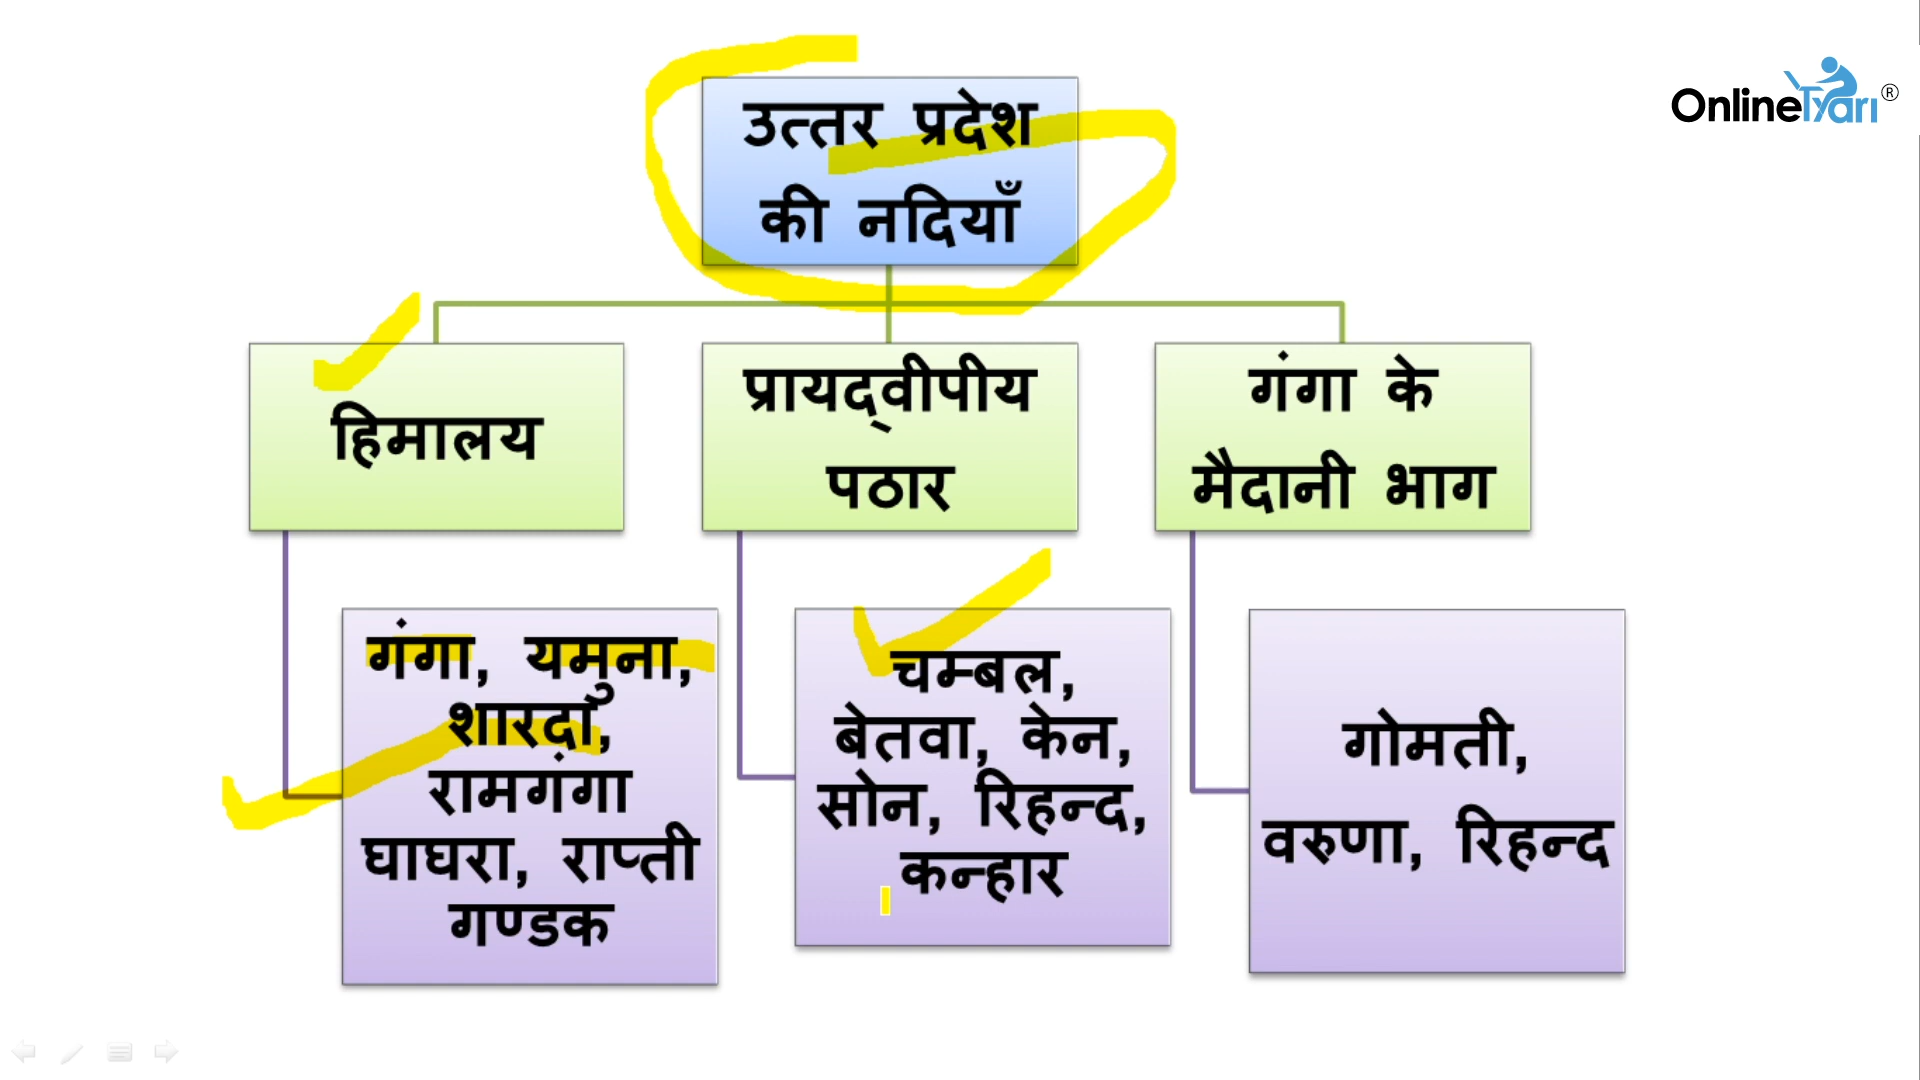 OnlineTyari®
उत्तर प्रदेश
की नदियाँ
हिमालय
प्रायद्वीपीय
पठार
गंगा के
मैदानी भाग
गंगा, यमुना,
शारदा,
रामगंगा
घाघरा, राप्ती
गण्डक
चम्बल,
बेतवा, केन,
सोन, रिहन्द,
कन्हार
गोमती,
वरुणा, रिहन्द